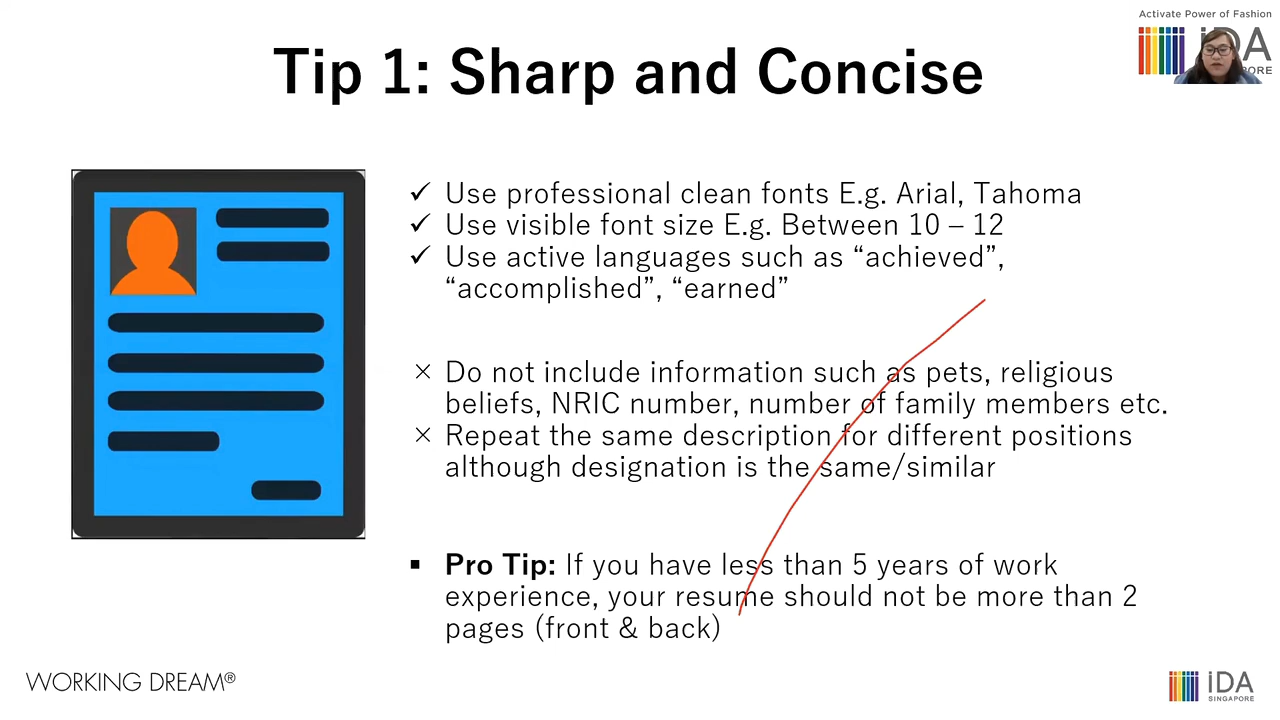 Activate Power of Fashion
iDA
Tip 1: Sharp and Concise
✓ Use professional clean fonts E.g. Arial, Tahoma
✓ Use visible font size E.g. Between 10 – 12
✓ Use active languages such as “achieved”,
“accomplished”, “earned”
× Do not include information such as pets, religious
beliefs, NRIC number, number of family members etc.
× Repeat the same description for different positions
although designation is the same/similar
▪ Pro Tip: If you have less than 5 years of work
experience, your resume should not be more than 2
pages (front & back)
WORKING DREAM®
iDA
SINGAPORE